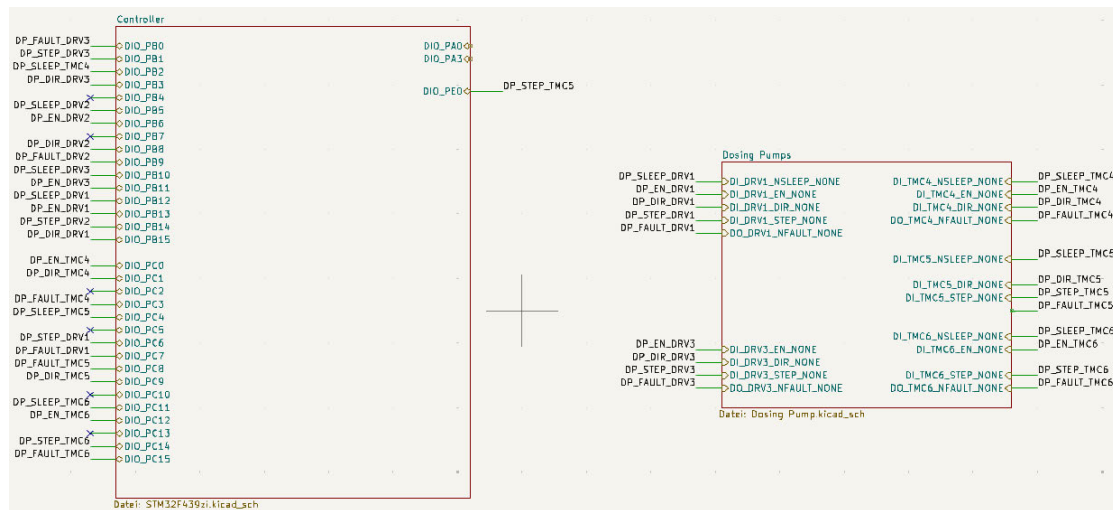 Controller
DP_FAULT_DRV3
DP_STEP_DRV3
DP_SLEEP_TMC4
DP_DIR_DRV3
DP_SLEEP_DRV2
DP_EN_DRV2
DP_DIR_DRV2
DP_FAULT_DRV2
DP_SLEEP_DRV3
DP_EN_DRV3
DP_SLEEP_DRV1
DP_EN_DRV1
DP_STEP_DRV2
DP_DIR_DRV1
DP_EN_TMC4
DP_DIR_TMC4
DP_FAULT_TMC4
DP_SLEEP_TMC5
DP_STEP_DRV1
DP_FAULT_DRV1
DP_FAULT_TMC5
DP_DIR_TMC5
DP_SLEEP_TMC6
DP_EN_TMC6
DP_STEP_TMC6
DP_FAULT_TMC6
DIO_PB0
DIO_PB1
DIO_PB2
DIO_PB3
DIO_PB4
DIO_PB5
DIO_PB6
DIO_PB7
DIO_PB8
DIO_PB9
DIO_PB10
DIO_PB11
DIO_PB12
DIO_PB13
DIO_PB14
DIO_PB15
DIO_PC0
DIO_PC1
DIO_PC2
DIO_PC3
DIO_PC4
DIO_PC5
DIO_PC6
DIO_PC7
DIO_PC8
DIO_PC9
DIO_PC10
DIO_PC11
DIO_PC12
DIO_PC13
DIO_PC14
DIO_PC15
DIO_PA0
DIO_PA3
DIO_PE0
DP_STEP_TMC5
Datei: STM32F439zi.kicad_sch
Dosing Pumps
DP_SLEEP_DRV1
DP_EN_DRV1
DP_DIR_DRV1
DP_STEP_DRV1
DP_FAULT_DRV1
DP_EN_DRV3
DP_DIR_DRV3
DP_STEP_DRV3
DP_FAULT_DRV3
DI_DRV1_NSLEEP_NONE
DI_DRV1_EN_NONE
DI_DRV1_DIR_NONE
DI_DRV1_STEP_NONE
DO_DRV1_NFAULT_NONE
DI_DRV3_EN_NONE
DI_DRV3_DIR_NONE
DI_DRV3_STEP_NONE
DO_DRV3_NFAULT_NONE
DI_TMC4_NSLEEP_NONE
DI_TMC4_EN_NONE
DI_TMC4_DIR_NONE
DO_TMC4_NFAULT_NONE
DI_TMC5_NSLEEP_NONE
DI_TMC5_DIR_NONE
DI_TMC5_STEP_NONE
DI_TMC6_NSLEEP_NONE
DI_TMC6_EN_NONE
DI_TMC6_STEP_NONE
DO_TMC6_NFAULT_NONE
DP_SLEEP_TMC4
DP_EN_TMC4
DP_DIR_TMC4
DP_FAULT_TMC4
DP_SLEEP_TMC5
DP_DIR_TMC5
DP_STEP_TMC5
DP_FAULT_TMC5
DP_SLEEP_TMC6
DP_EN_TMC6
DP_STEP_TMC6
DP_FAULT_TMC6
Datei: Dosing Pump.kicad_sch